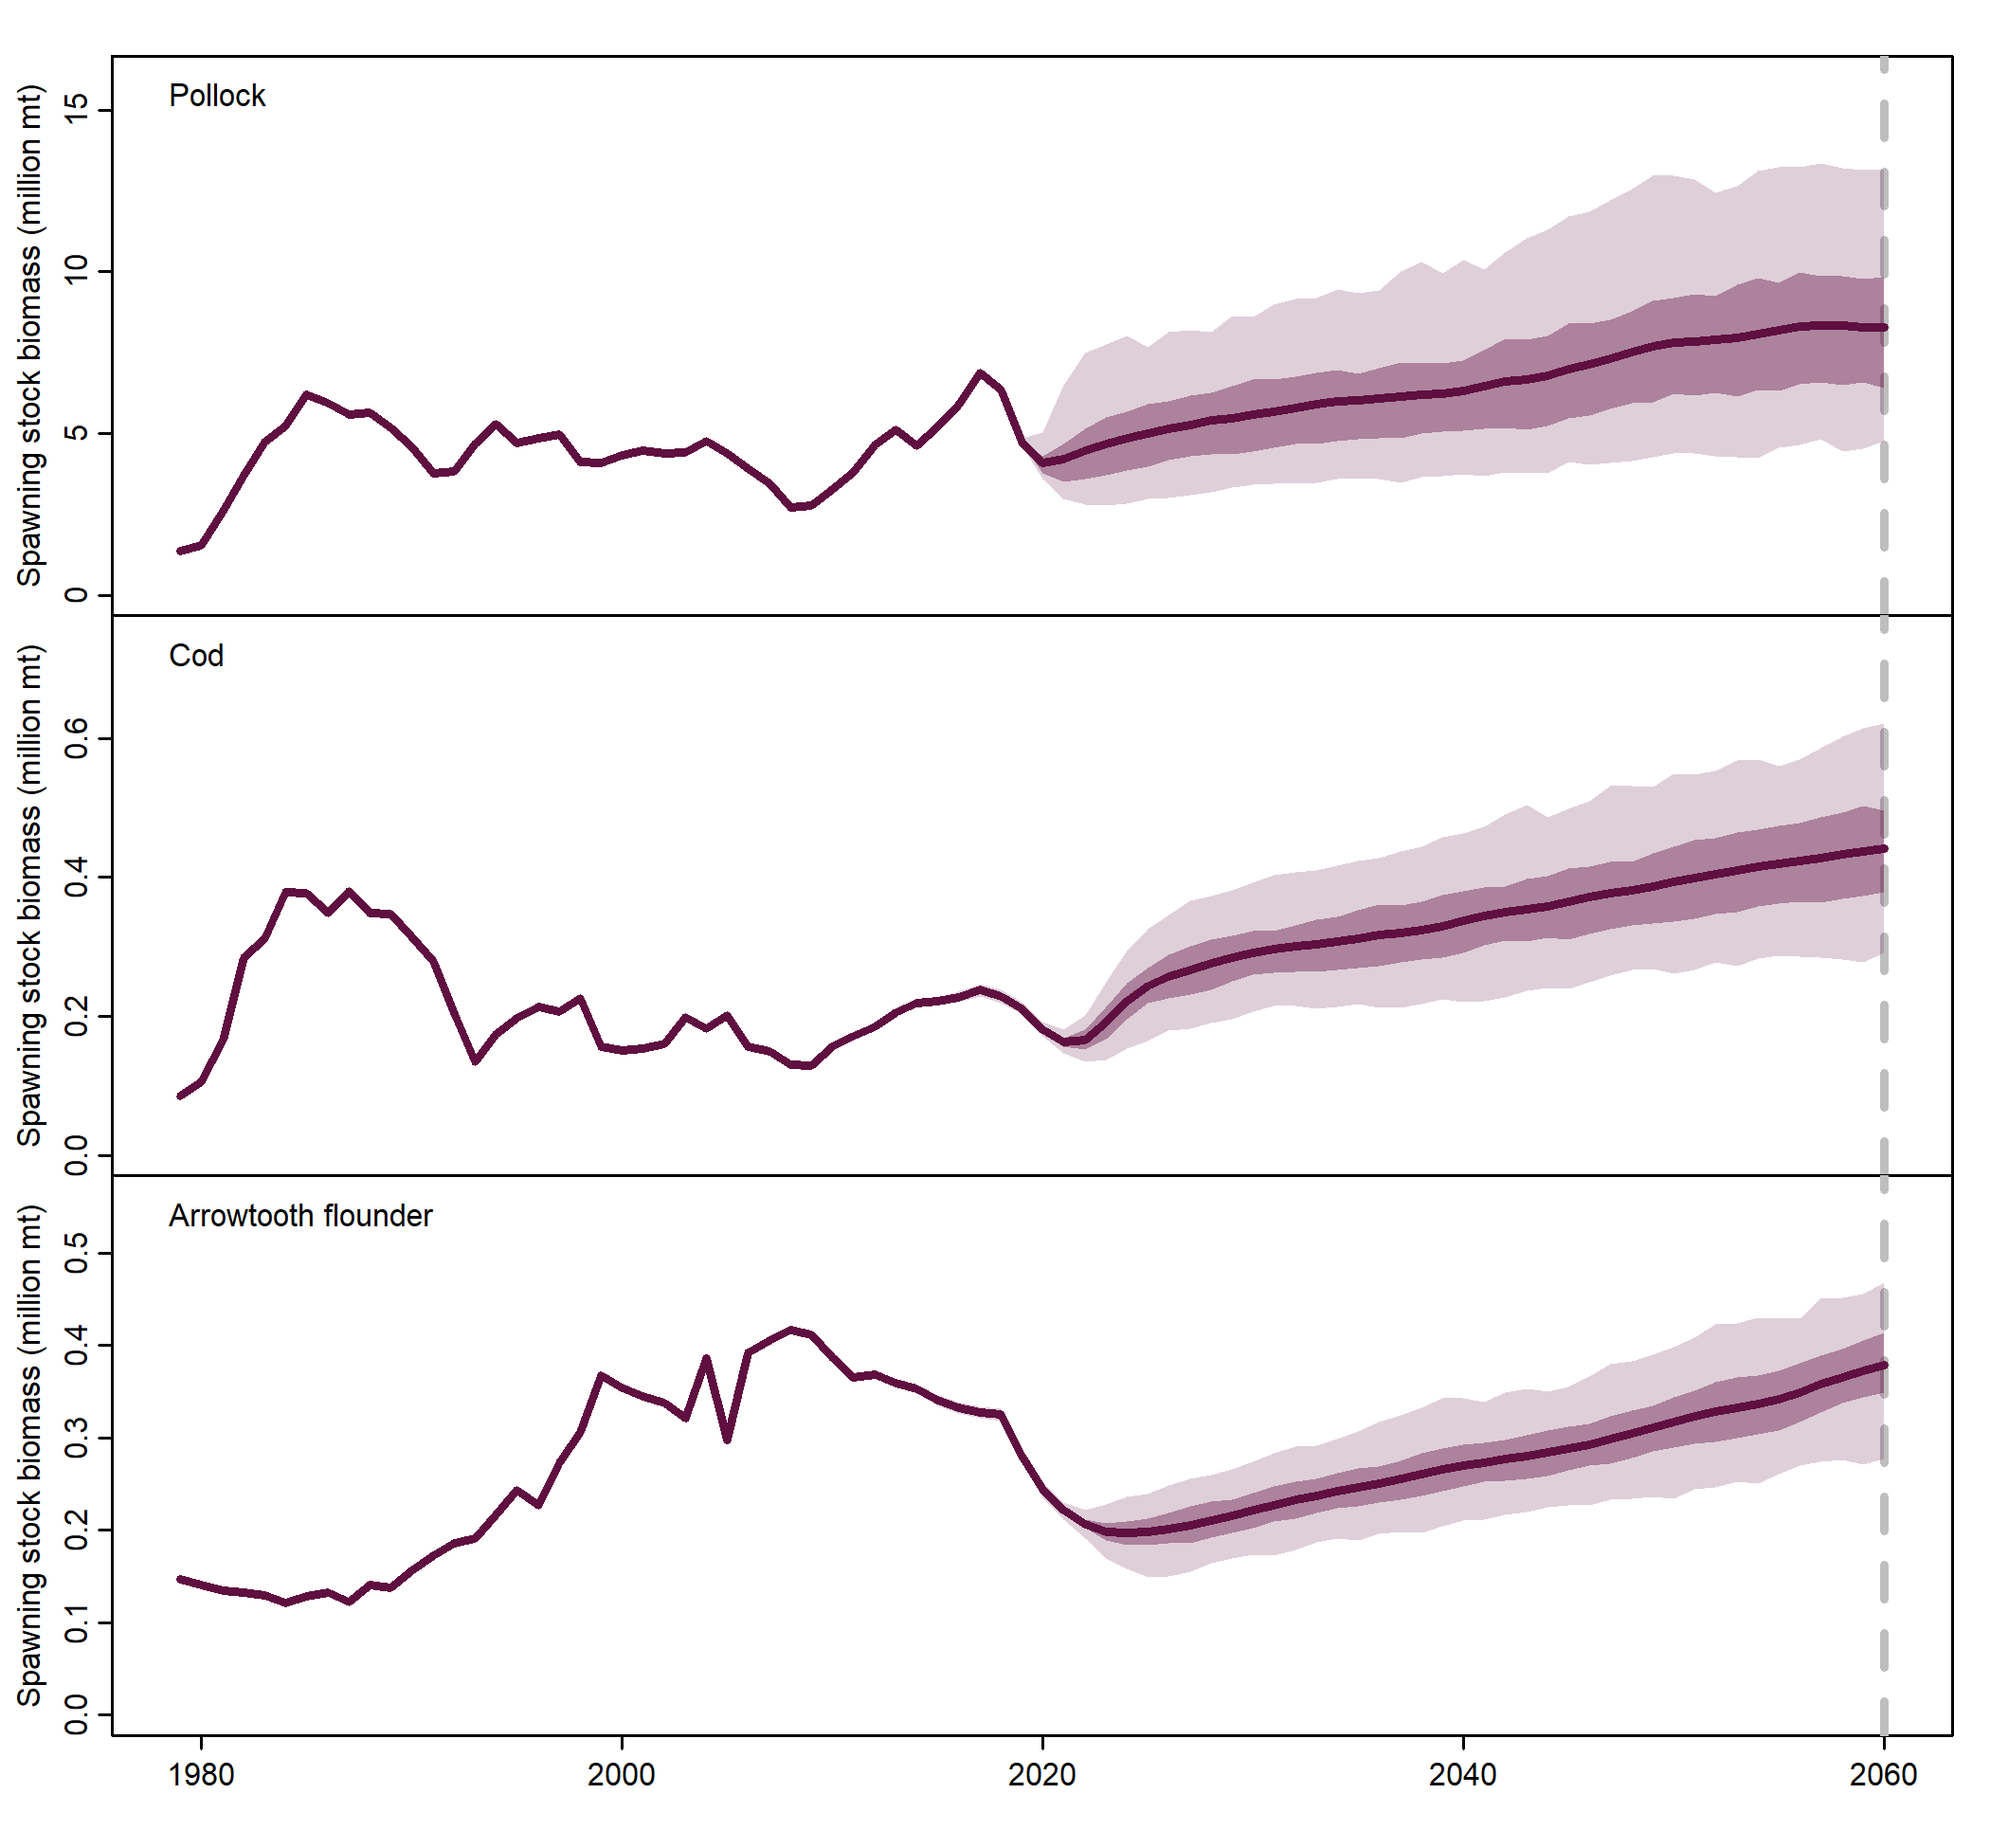 Pollock
Spawning stock biomass (million mt)
15
10
5
0
Cod
Spawning stock biomass (million mt)
0.6
0.4
0.2
0.0
Arrowtooth flounder
Spawning stock biomass (million mt)
0.5
0.4
0.3
0.2
0.1
0.0
1980 2000 2020 2040 2060